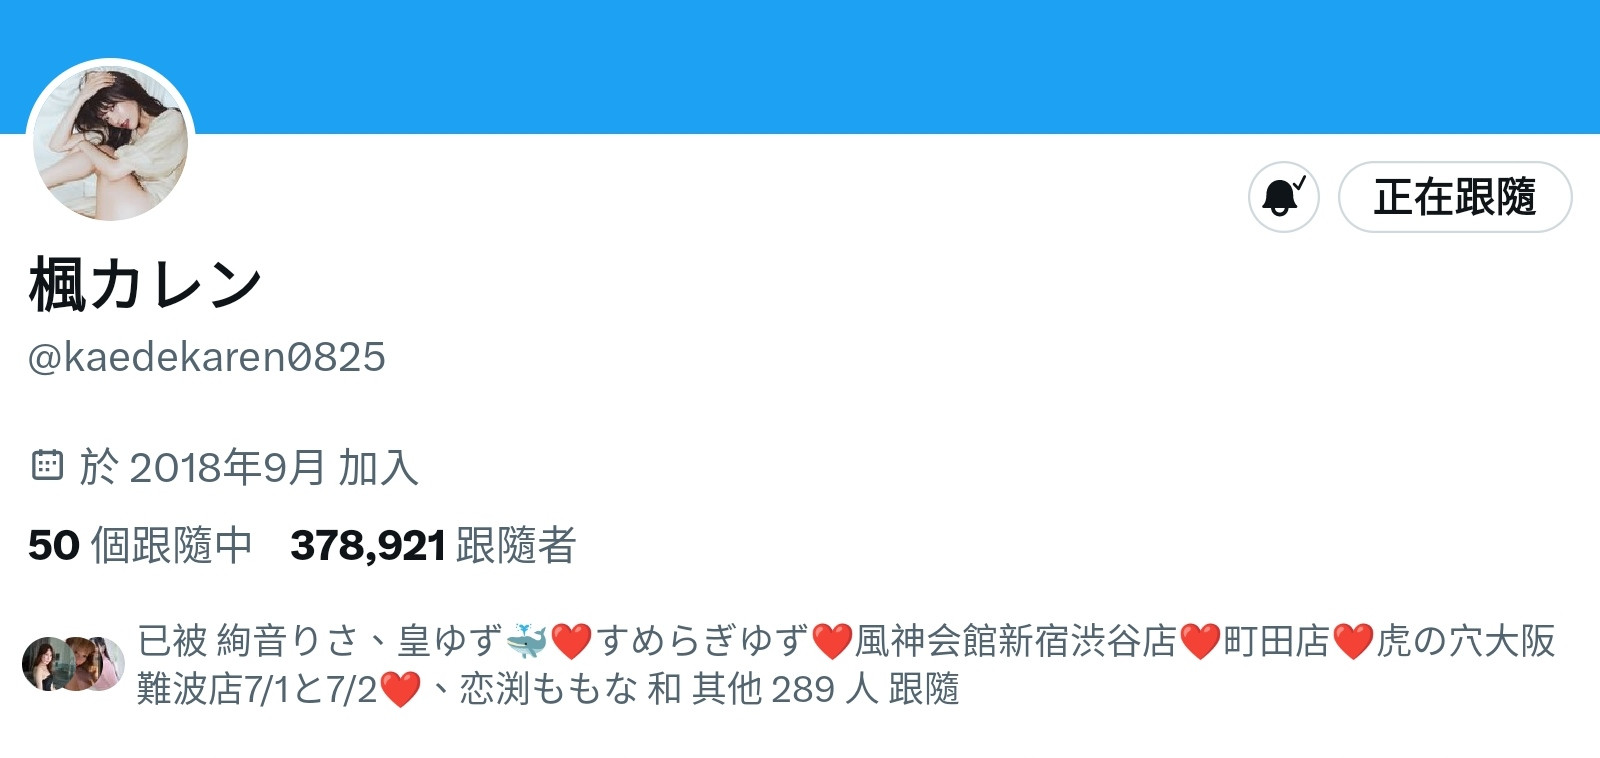 正在跟隨
楓カレン
@kaedekaren0825
於 2018年9月 加入
50 個跟隨中 378,921 跟隨者
已被 絢音りさ、皇ゆず🐳❤️すめらぎゆず❤️風神会館新宿渋谷店❤️町田店❤️虎の穴大阪
難波店7/1と7/2❤️、恋渕ももな 和 其他 289 人 跟隨